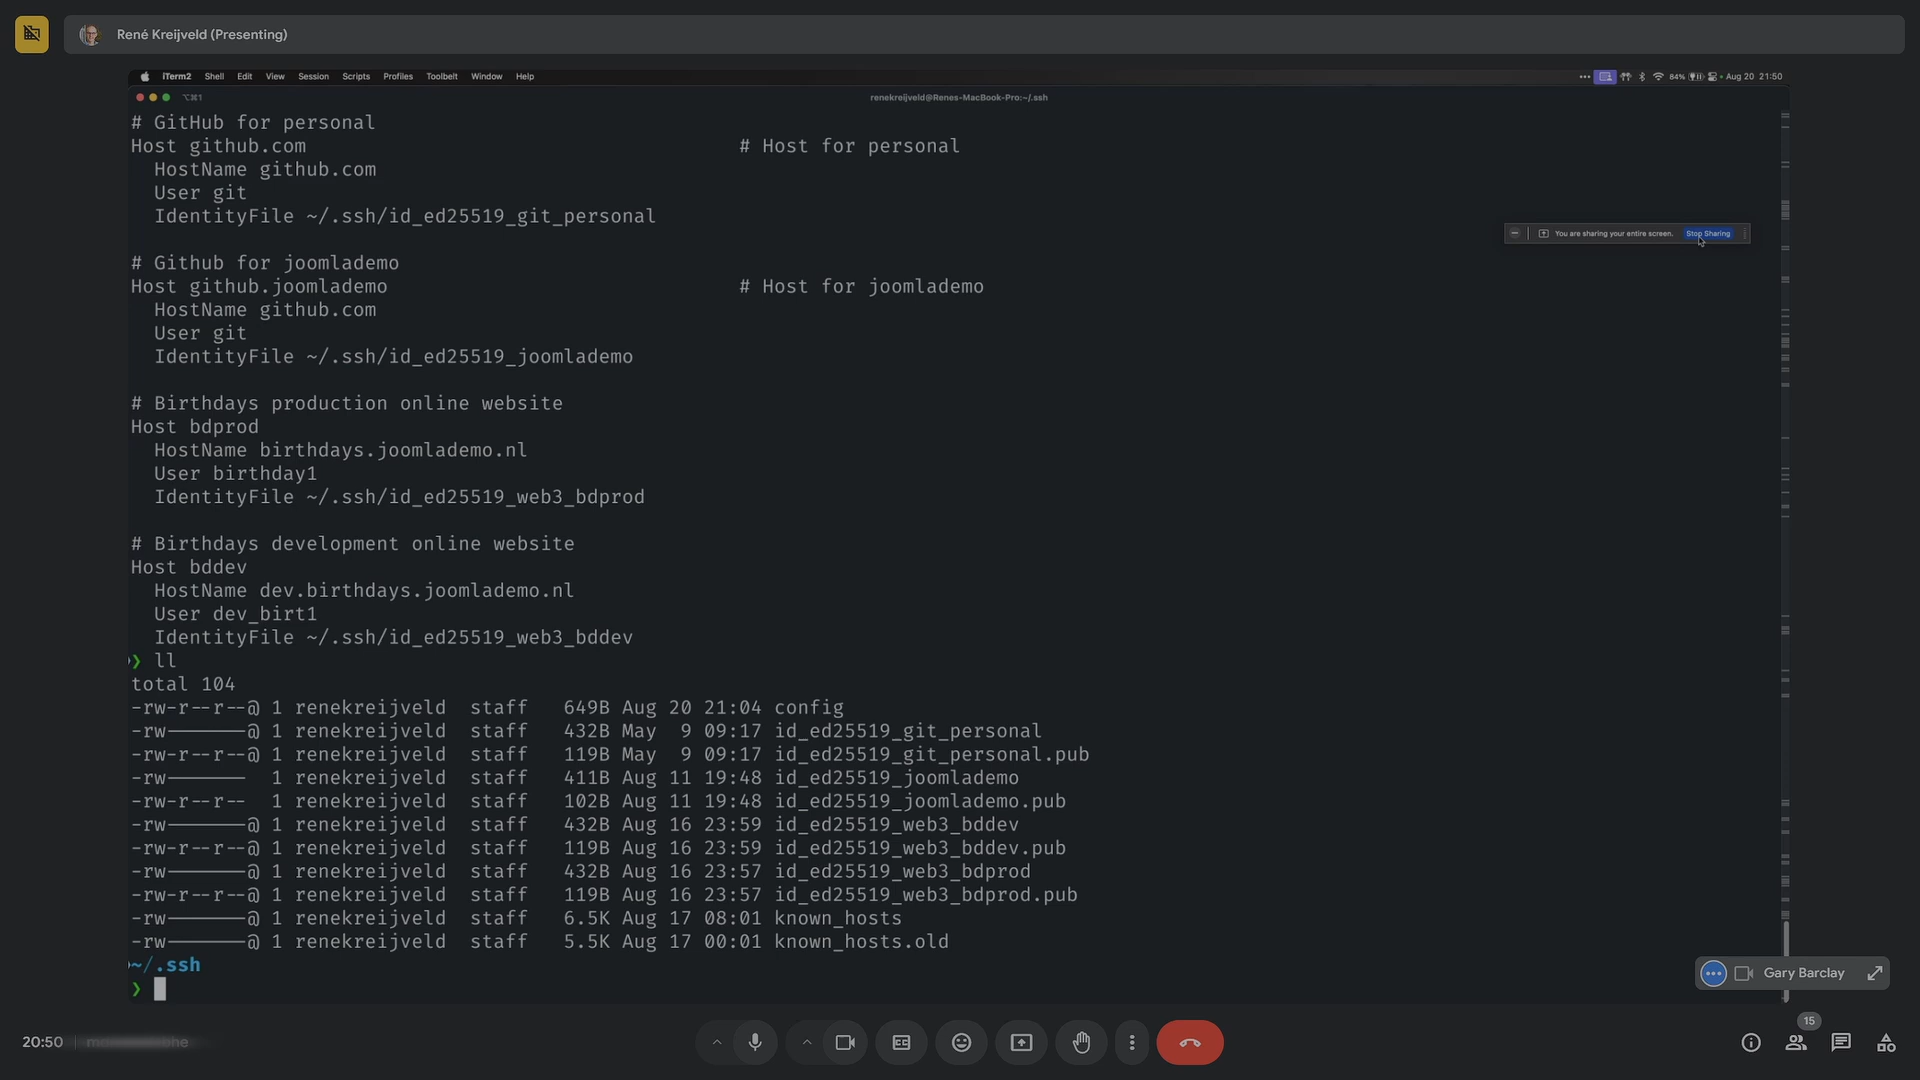 René Kreijveld (Presenting)
iTerm2 Shell Edit View Session Scripts Profiles Toolbelt Window Help
84% Aug 20 21:50
⌥⌘1
renekreijveld@Renes-MacBook-Pro:~/.ssh
# GitHub for personal
Host github.com # Host for personal
HostName github.com
User git
IdentityFile ~/.ssh/id_ed25519_git_personal
You are sharing your entire screen. Stop Sharing
# Github for joomlademo
Host github.joomlademo # Host for joomlademo
HostName github.com
User git
IdentityFile ~/.ssh/id_ed25519_joomlademo
# Birthdays production online website
Host bdprod
HostName birthdays.joomlademo.nl
User birthday1
IdentityFile ~/.ssh/id_ed25519_web3_bdprod
# Birthdays development online website
Host bddev
HostName dev.birthdays.joomlademo.nl
User dev_birt1
IdentityFile ~/.ssh/id_ed25519_web3_bddev
❯ ll
total 104
-rw-r--r--@ 1 renekreijveld staff 649B Aug 20 21:04 config
-rw-------@ 1 renekreijveld staff 432B May 9 09:17 id_ed25519_git_personal
-rw-r--r--@ 1 renekreijveld staff 119B May 9 09:17 id_ed25519_git_personal.pub
-rw------- 1 renekreijveld staff 411B Aug 11 19:48 id_ed25519_joomlademo
-rw-r--r-- 1 renekreijveld staff 102B Aug 11 19:48 id_ed25519_joomlademo.pub
-rw-------@ 1 renekreijveld staff 432B Aug 16 23:59 id_ed25519_web3_bddev
-rw-r--r--@ 1 renekreijveld staff 119B Aug 16 23:59 id_ed25519_web3_bddev.pub
-rw-------@ 1 renekreijveld staff 432B Aug 16 23:57 id_ed25519_web3_bdprod
-rw-r--r--@ 1 renekreijveld staff 119B Aug 16 23:57 id_ed25519_web3_bdprod.pub
-rw-------@ 1 renekreijveld staff 6.5K Aug 17 08:01 known_hosts
-rw-------@ 1 renekreijveld staff 5.5K Aug 17 00:01 known_hosts.old
~/.ssh
❯
Gary Barclay
20:50
15